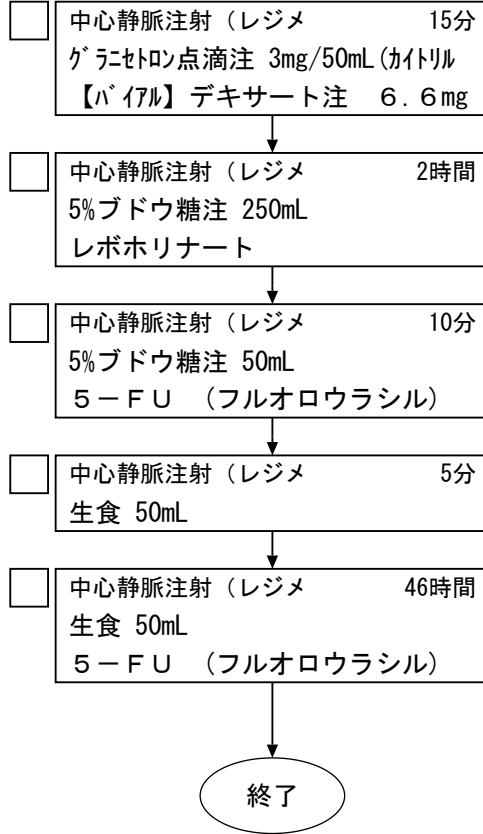 中心静脈注射（レジメ 15分
ｸﾞﾗﾆｾﾄﾛﾝ点滴注 3mg/50mL(ｶｲﾄﾘﾙ
【ﾊﾞｲｱﾙ】デキサート注 ６．６mg
中心静脈注射（レジメ 2時間
5%ブドウ糖注 250mL
レボホリナート
中心静脈注射（レジメ 10分
5%ブドウ糖注 50mL
５－ＦＵ （フルオロウラシル）
中心静脈注射（レジメ 5分
生食 50mL
中心静脈注射（レジメ 46時間
生食 50mL
５－ＦＵ （フルオロウラシル）
終了